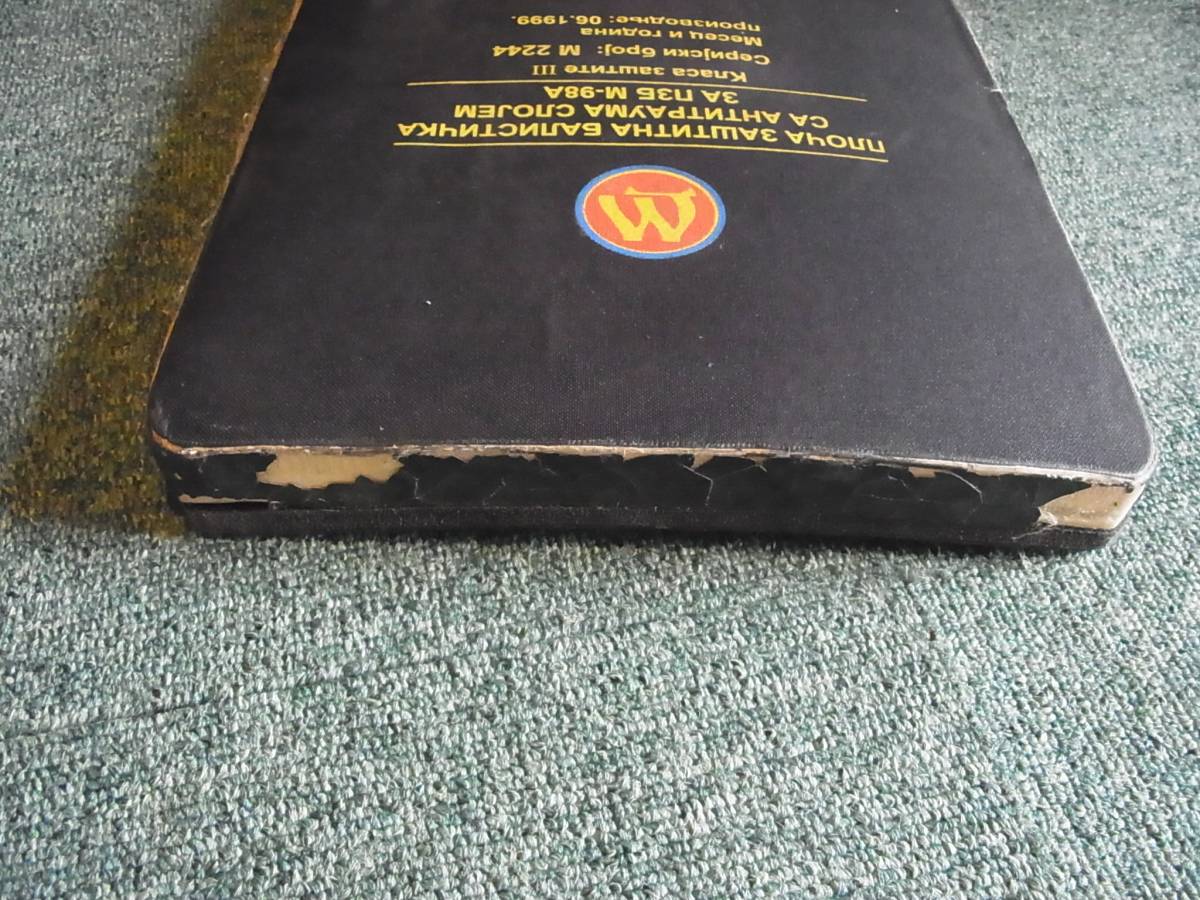 М
ПЛОЧА ЗАШТИТНА БАЛИСТИЧКА
СА АНТИТРАУМА СЛОЈЕМ
ЗА ПЗБ М-98А
Класа заштите III
Серијски број: М 2244
Месец и година
производње: 06.1999.